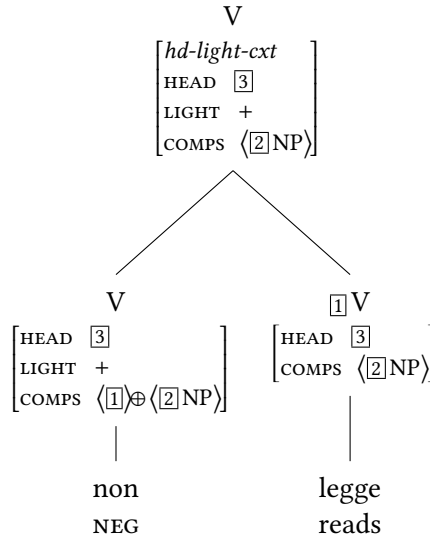 V
hd-light-cxt
HEAD 3
LIGHT +
COMPS ⟨2 NP⟩
V
HEAD 3
LIGHT +
COMPS ⟨1⟩⊕⟨2 NP⟩
1 V
HEAD 3
COMPS ⟨2 NP⟩
non
NEG
legge
reads